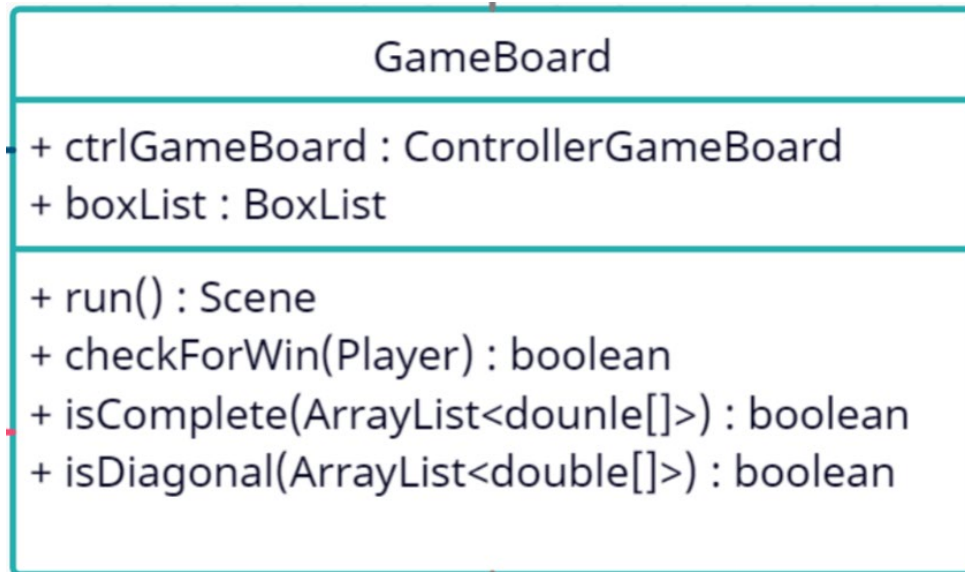 GameBoard
+ ctrlGameBoard : ControllerGameBoard
+ boxList : BoxList
+ run() : Scene
+ checkForWin(Player) : boolean
+ isComplete(ArrayList<dounle[]>) : boolean
+ isDiagonal(ArrayList<double[]>) : boolean